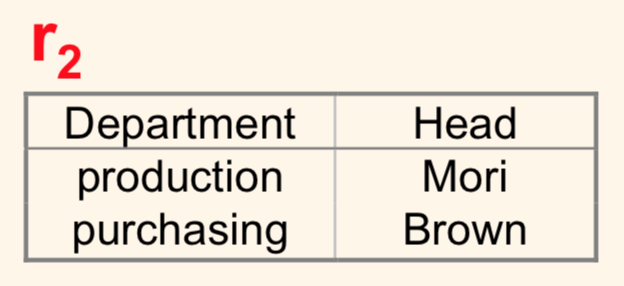 r2
Department Head
production Mori
purchasing Brown